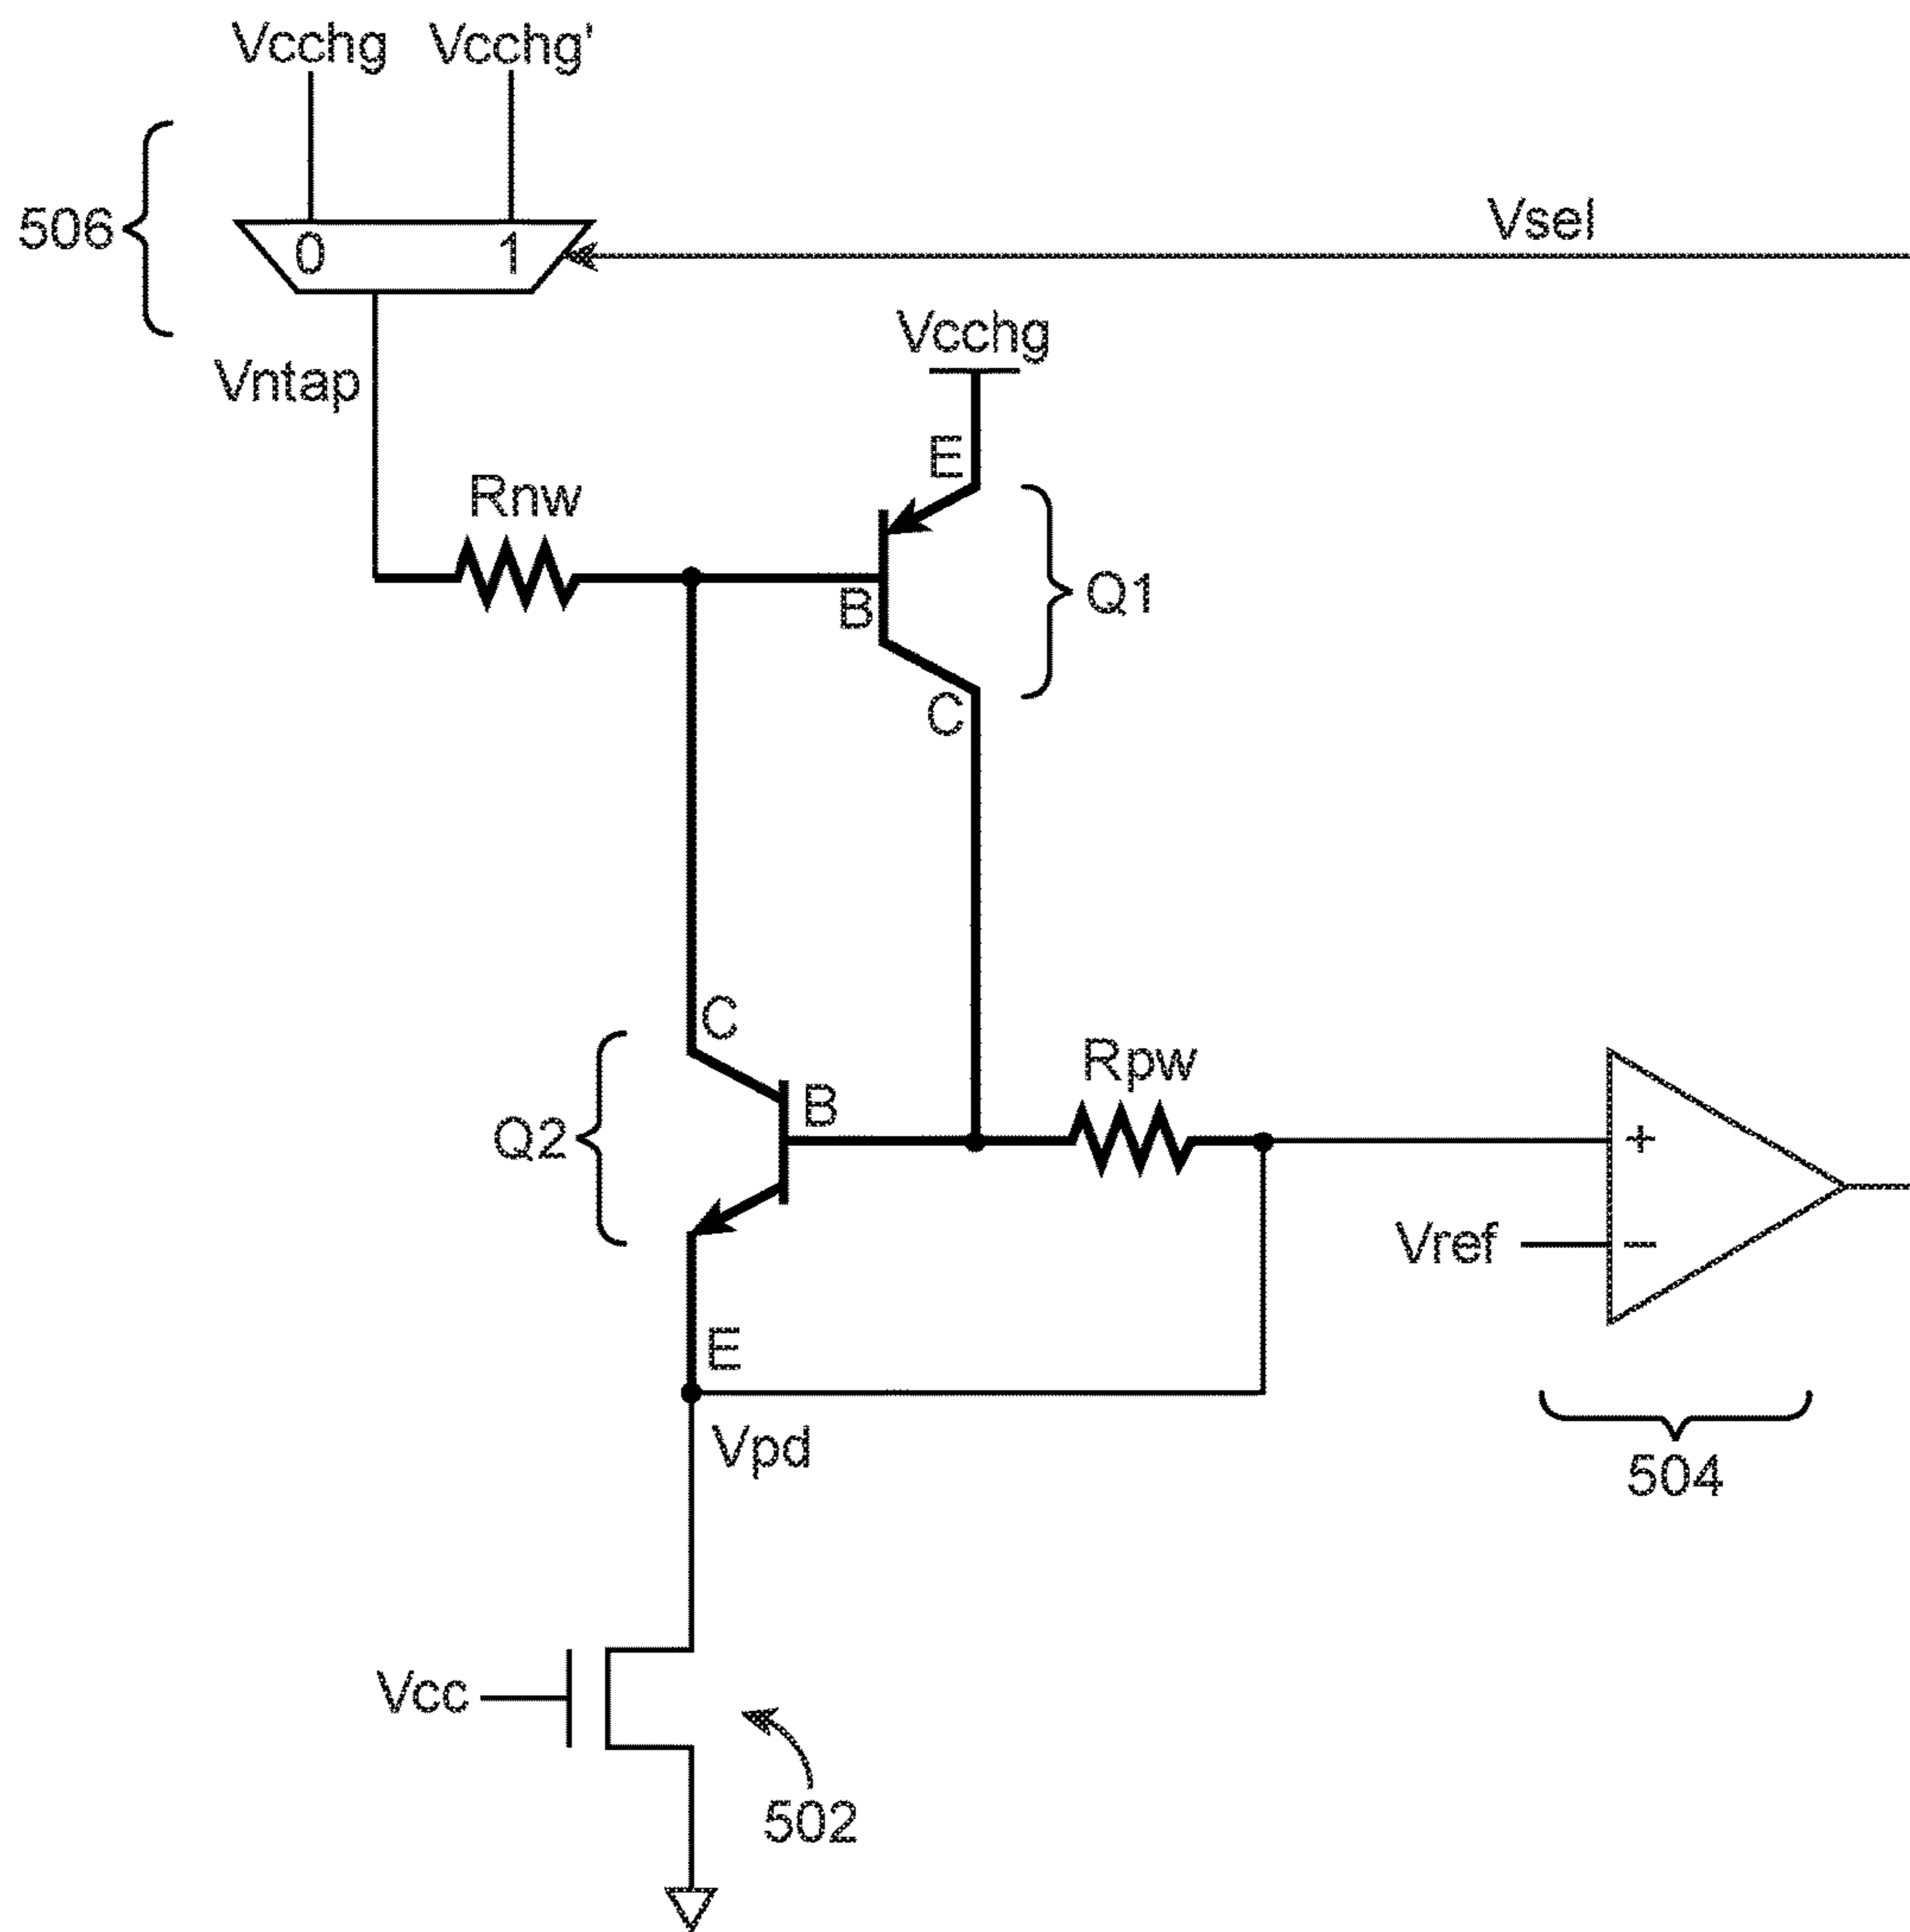 Vcchg Vcchg'
506
0 1
Vsel
Vcchg
Vntap
E
Rnw
B
Q1
C
C
Rpw
B
Q2
+
Vref
−
E
Vpd
504
Vcc
502